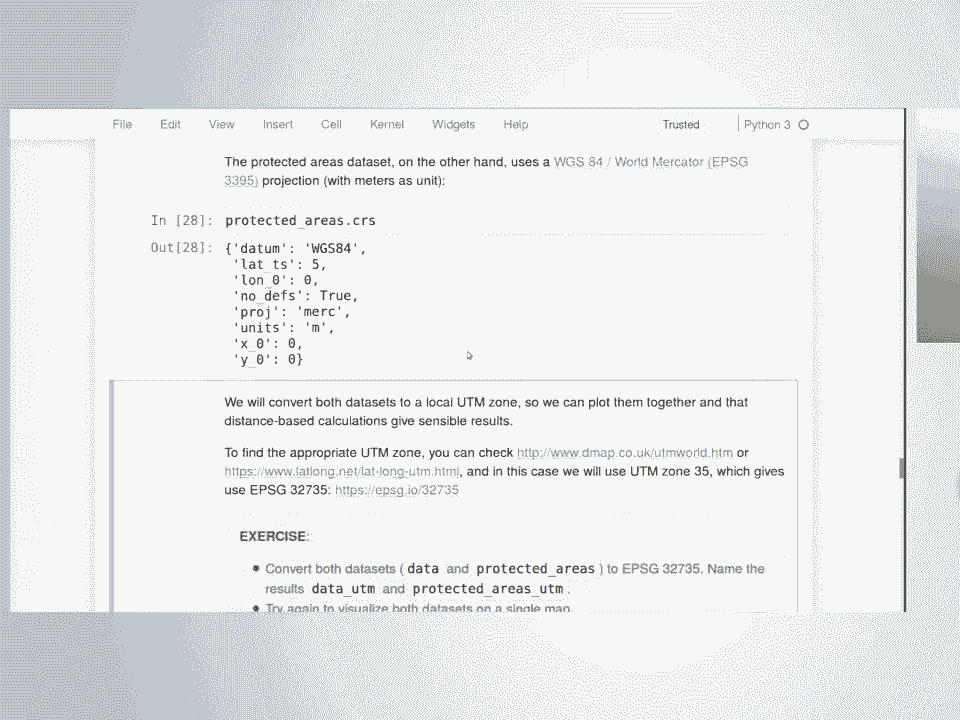 File Edit View Insert Cell Kernel Widgets Help Trusted Python 3
The protected areas dataset, on the other hand, uses a WGS 84 / World Mercator (EPSG
3395) projection (with meters as unit):
In [28]: protected_areas.crs
Out[28]: {'datum': 'WGS84',
'lat_ts': 5,
'lon_0': 0,
'no_defs': True,
'proj': 'merc',
'units': 'm',
'x_0': 0,
'y_0': 0}
We will convert both datasets to a local UTM zone, so we can plot them together and that
distance-based calculations give sensible results.
To find the appropriate UTM zone, you can check http://www.dmap.co.uk/utmworld.htm or
https://www.latlong.net/lat-long-utm.html, and in this case we will use UTM zone 35, which gives
use EPSG 32735: https://epsg.io/32735
EXERCISE:
• Convert both datasets ( data and protected_areas ) to EPSG 32735. Name the
results data_utm and protected_areas_utm .
• Try again to visualize both datasets on a single map.